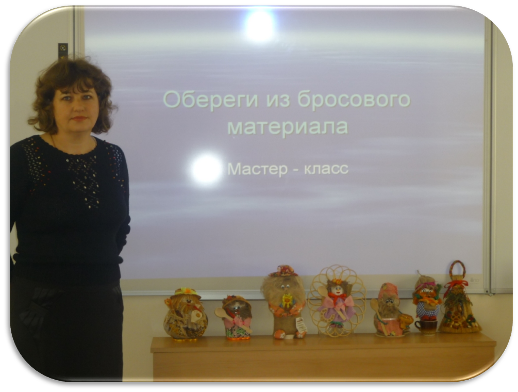 Обереги из бросового
материала
Мастер - класс